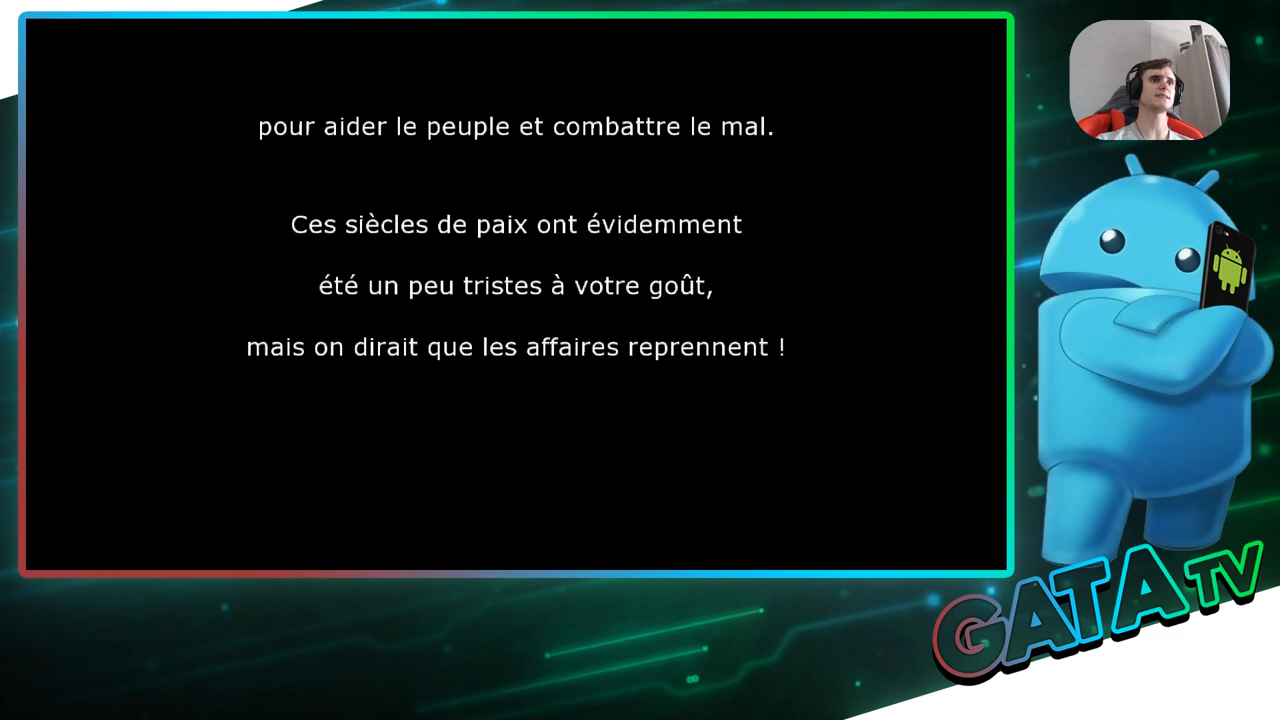 pour aider le peuple et combattre le mal.
Ces siècles de paix ont évidemment
été un peu tristes à votre goût,
mais on dirait que les affaires reprennent !
GATA TV